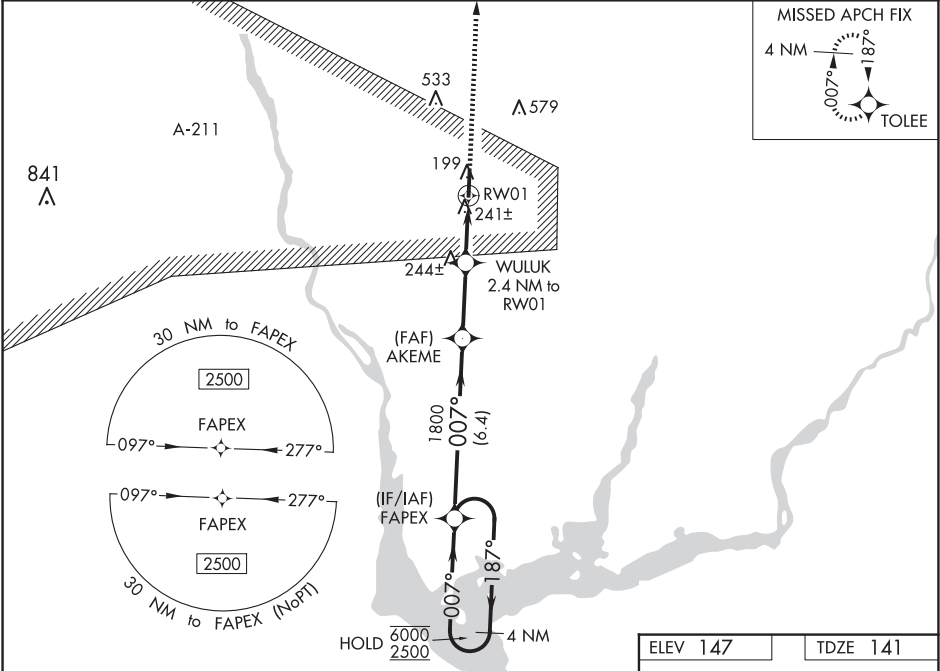 MISSED APCH FIX
4 NM
187°
007°
TOLEE
533
579
A-211
841
199
RW01
241±
244±
WULUK
2.4 NM to
RW01
(FAF)
AKEME
30 NM to FAPEX
2500
FAPEX
097°
277°
1800
007°
(6.4)
097°
277°
FAPEX
2500
30 NM to FAPEX (NoPT)
(IF/IAF)
FAPEX
007°
187°
HOLD
6000
2500
4 NM
ELEV 147
TDZE 141